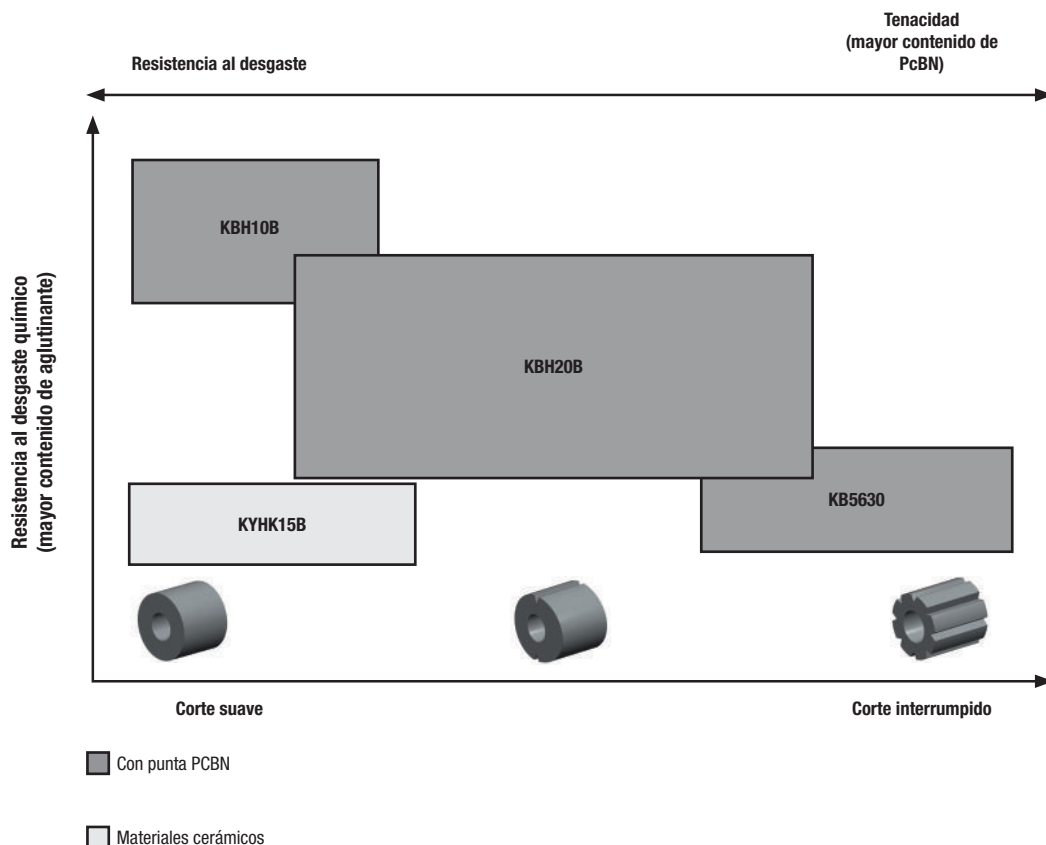 Tenacidad
(mayor contenido de
PcBN)
Resistencia al desgaste
Resistencia al desgaste químico
(mayor contenido de aglutinante)
KBH10B
KBH20B
KB5630
KYHK15B
Corte suave
Corte interrumpido
Con punta PCBN
Materiales cerámicos